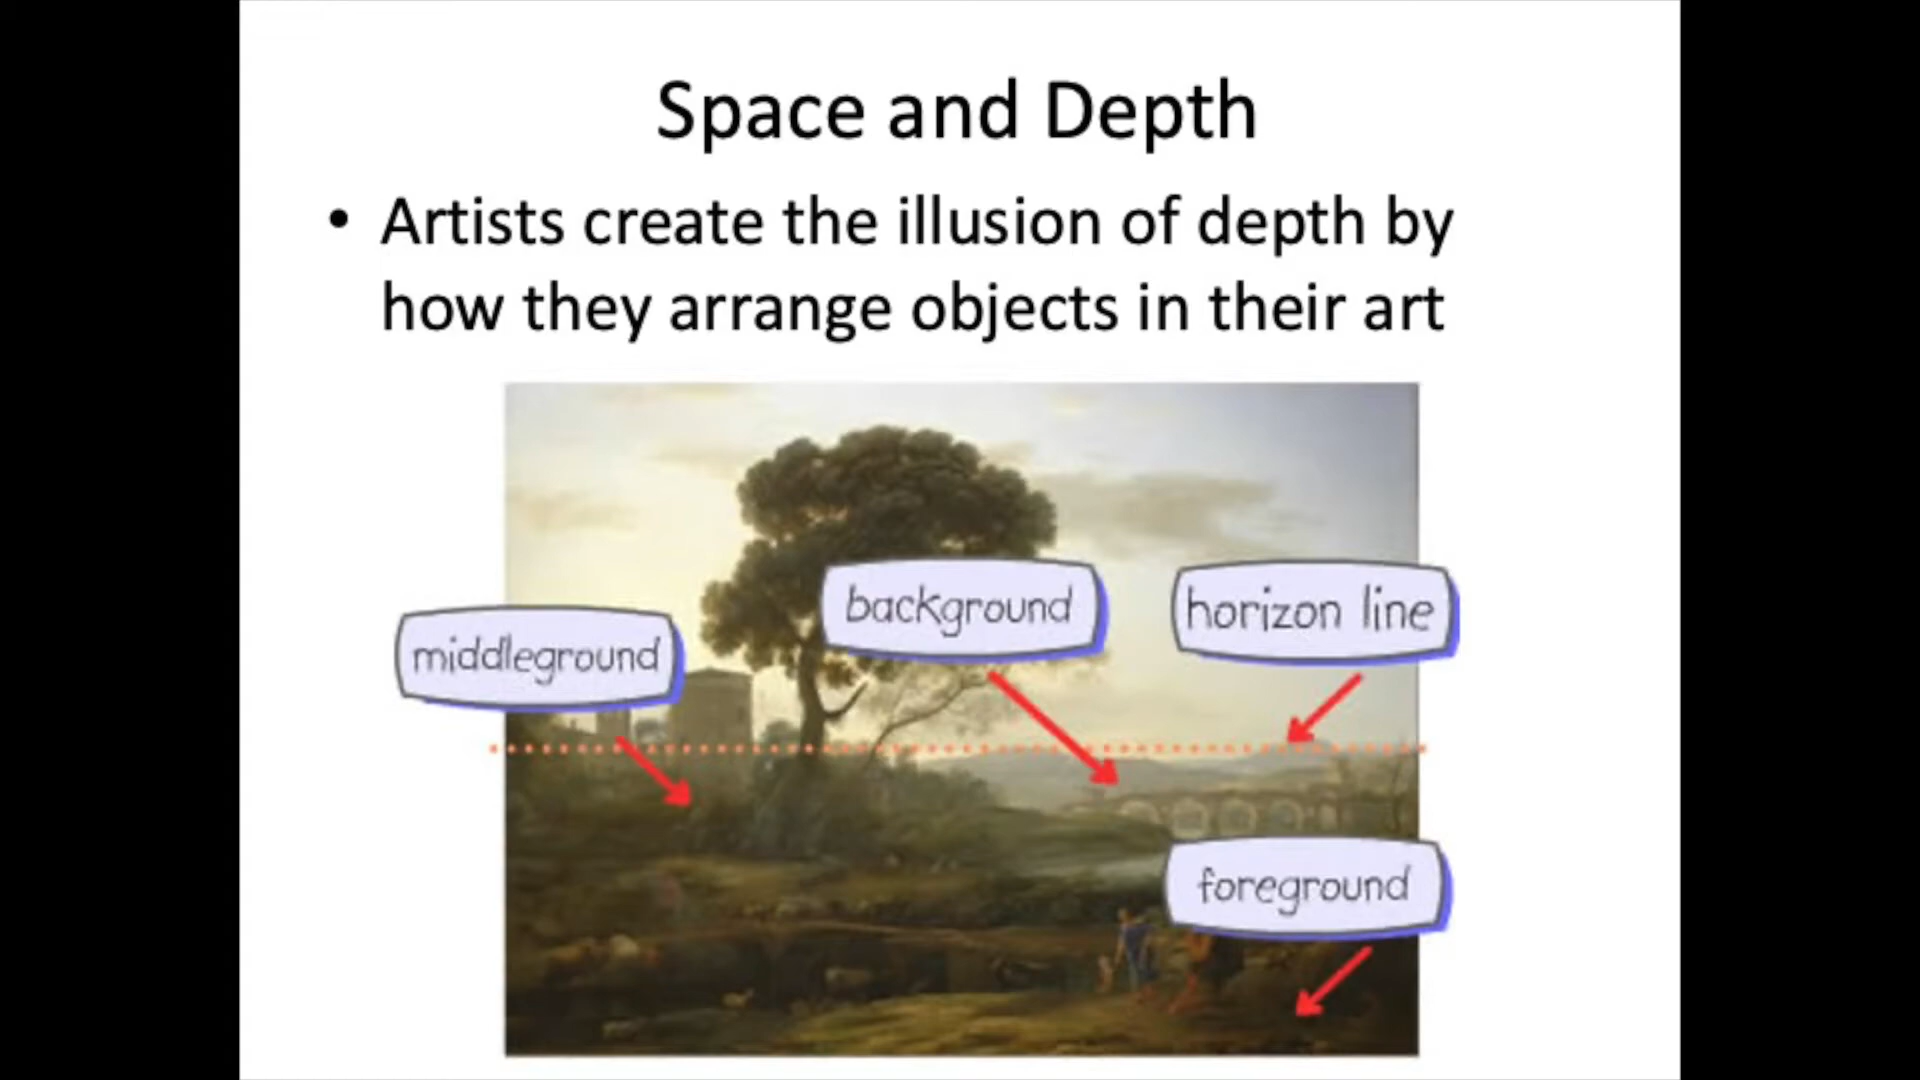 Space and Depth
• Artists create the illusion of depth by
how they arrange objects in their art
background
horizon line
middleground
foreground